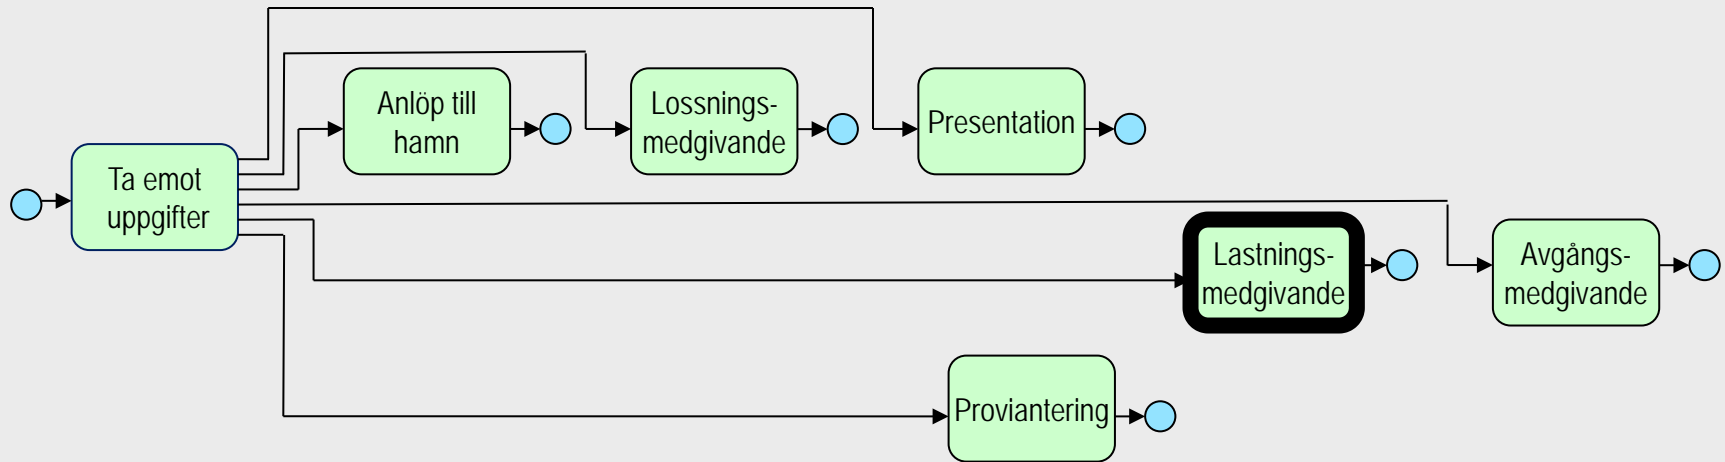 Anlöp till
hamn
Lossnings-
medgivande
Presentation
Ta emot
uppgifter
Lastnings-
medgivande
Avgångs-
medgivande
Proviantering